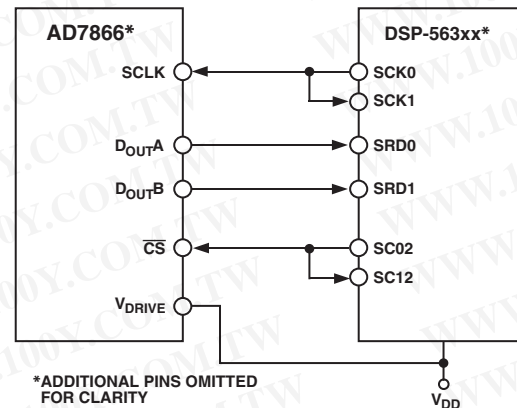 AD7866*
DSP-563xx*
SCLK
SCK0
SCK1
DOUTA
SRD0
DOUTB
SRD1
CS
SC02
SC12
VDRIVE
*ADDITIONAL PINS OMITTED
FOR CLARITY
VDD